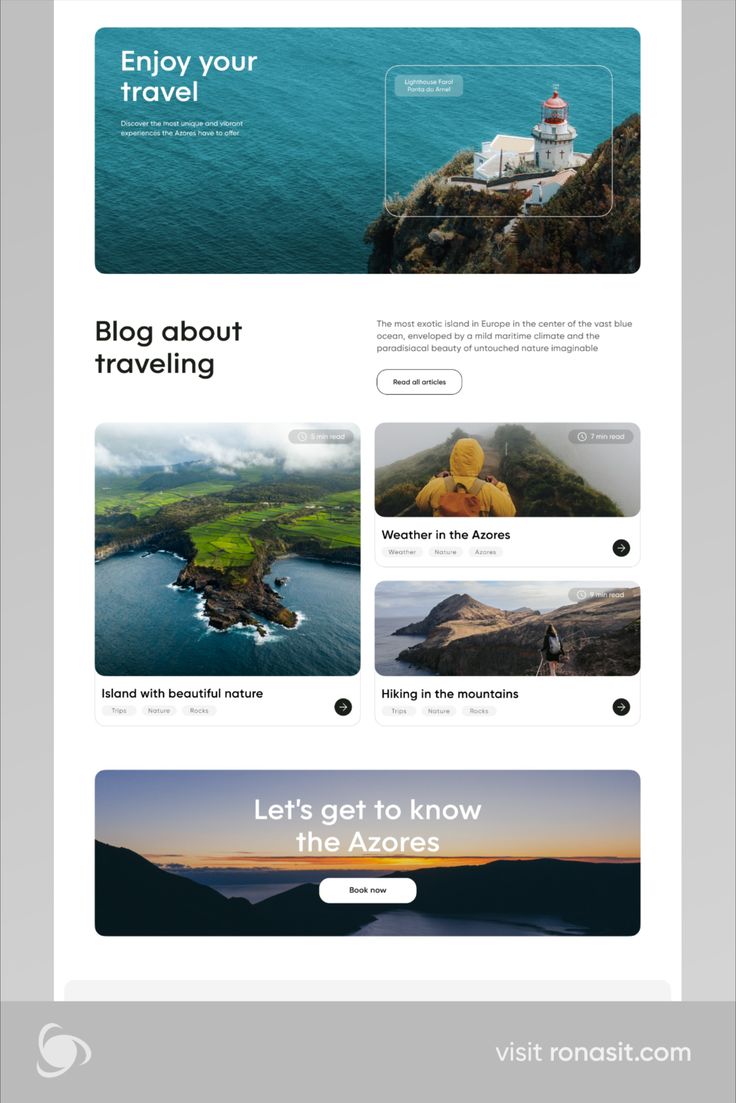 Enjoy your
travel
Discover the most unique and vibrant
experiences the Azores have to offer
Lighthouse Farol
Ponta do Arnel
Blog about
traveling
The most exotic island in Europe in the center of the vast blue
ocean, enveloped by a mild maritime climate and the
paradisiacal beauty of untouched nature imaginable
Read all articles
5 min read
Island with beautiful nature
Trips Nature Rocks
7 min read
Weather in the Azores
Weather Nature Azores
9 min read
Hiking in the mountains
Trips Nature Rocks
Let's get to know
the Azores
Book now
visit ronasit.com